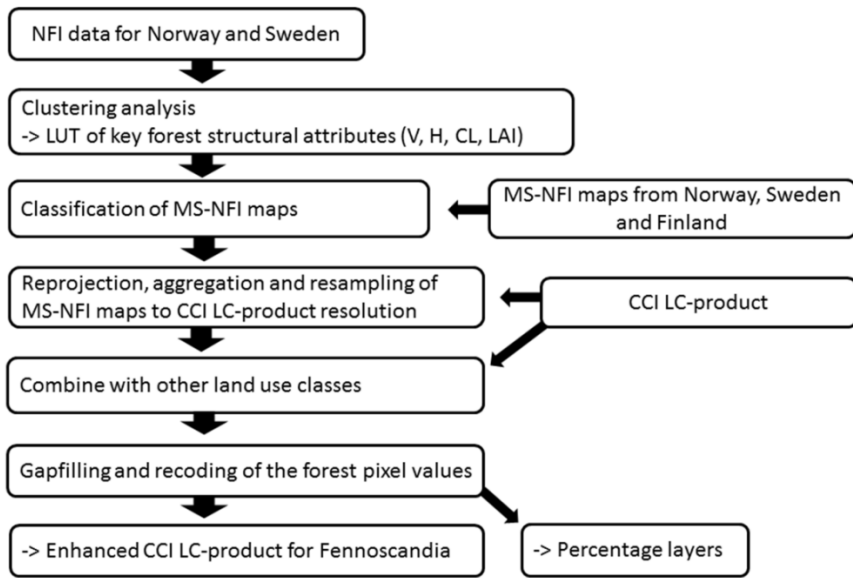 NFI data for Norway and Sweden
Clustering analysis
-> LUT of key forest structural attributes (V, H, CL, LAI)
Classification of MS-NFI maps
MS-NFI maps from Norway, Sweden
and Finland
Reprojection, aggregation and resampling of
MS-NFI maps to CCI LC-product resolution
CCI LC-product
Combine with other land use classes
Gapfilling and recoding of the forest pixel values
-> Enhanced CCI LC-product for Fennoscandia
-> Percentage layers